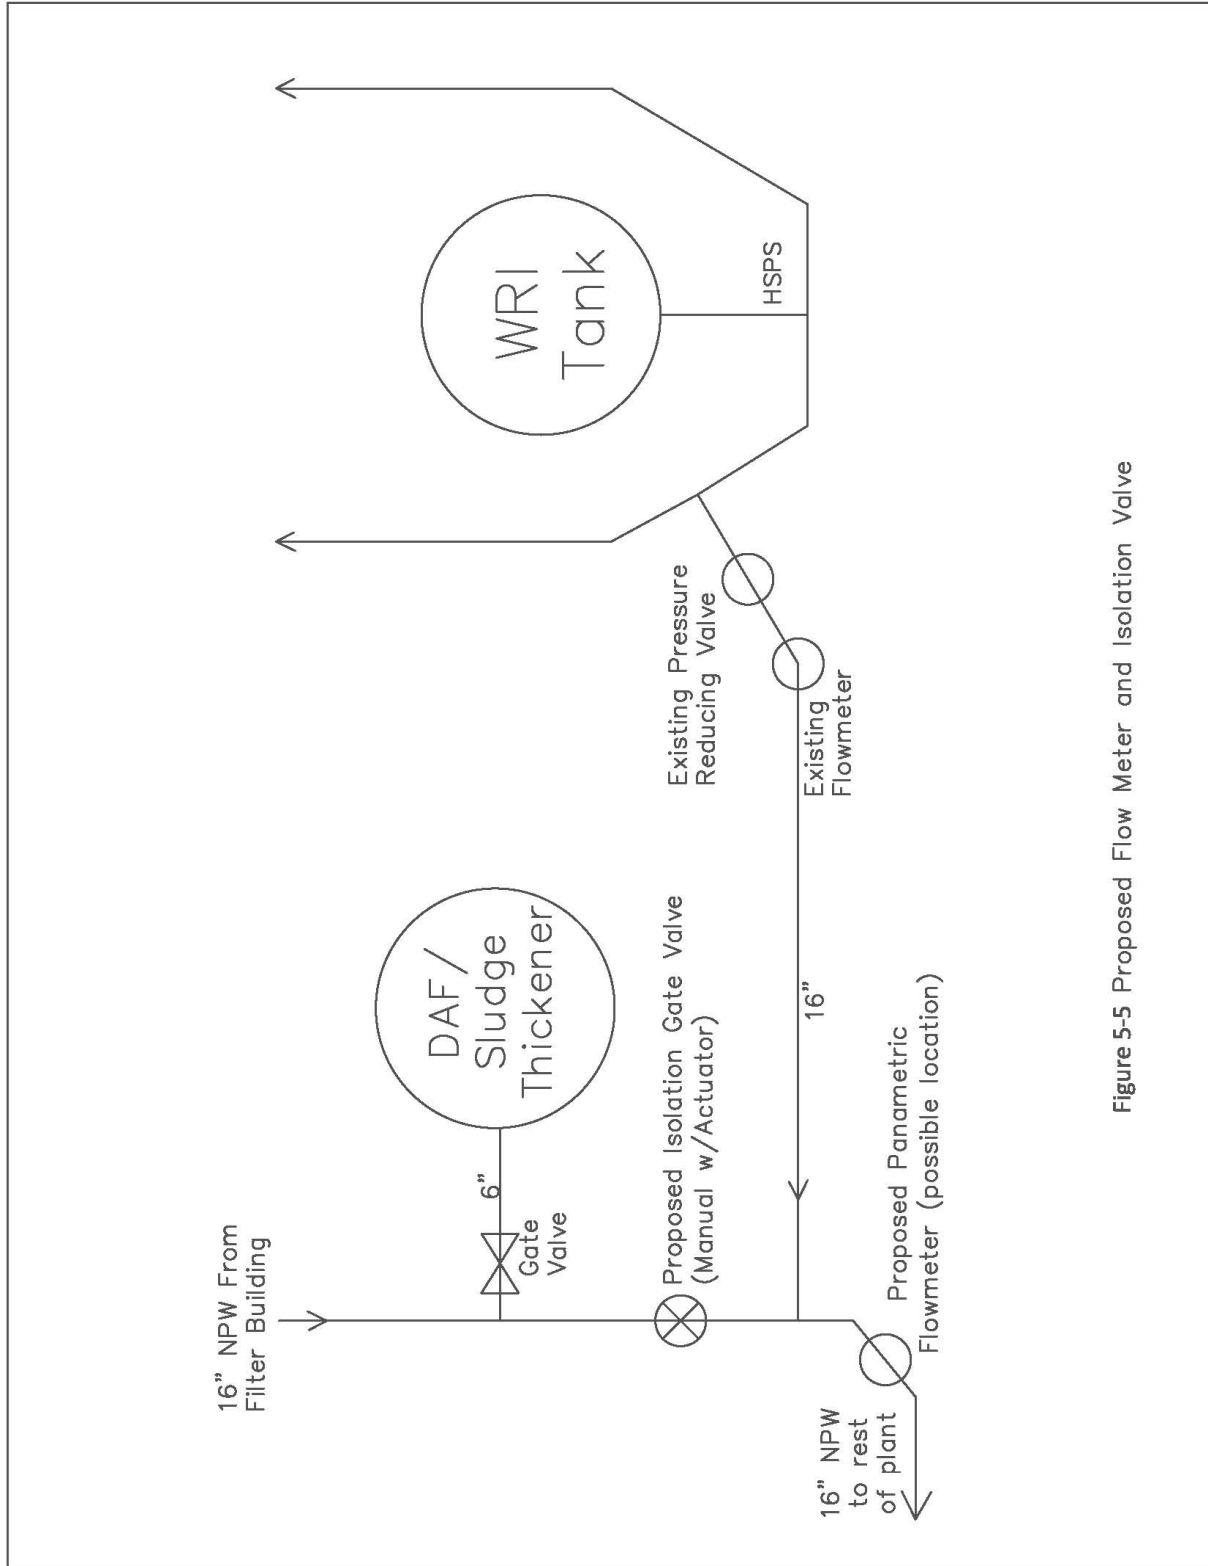 16” NPW From
Filter Building
6”
Gate
Valve
DAF/
Sludge
Thickener
Proposed Isolation Gate Valve
(Manual w/Actuator)
16” NPW
to rest
of plant
Proposed Panametric
Flowmeter (possible location)
16”
Existing Pressure
Reducing Valve
Existing
Flowmeter
WRI
Tank
HSPS
Figure 5-5 Proposed Flow Meter and Isolation Valve